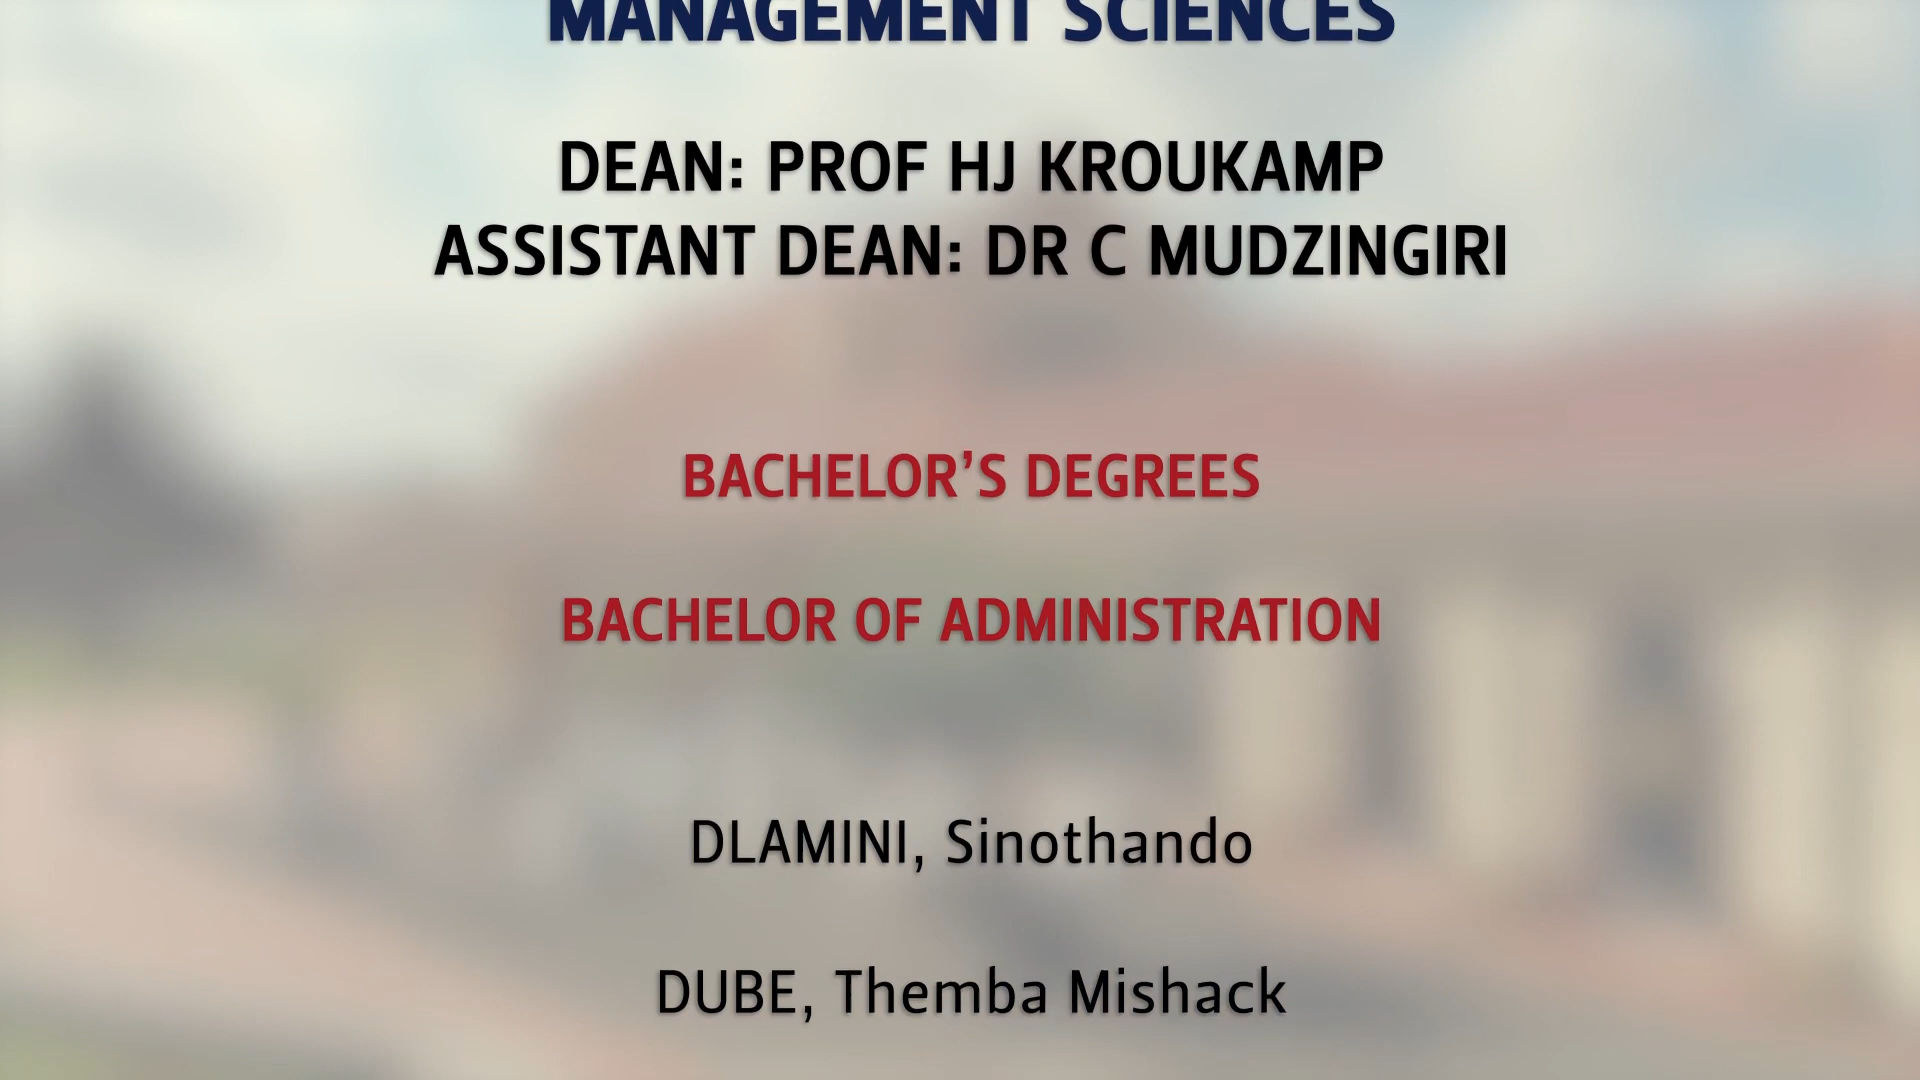 MANAGEMENT SCIENCES
DEAN: PROF HJ KROUKAMP
ASSISTANT DEAN: DR C MUDZINGIRI
BACHELOR’S DEGREES
BACHELOR OF ADMINISTRATION
DLAMINI, Sinothando
DUBE, Themba Mishack